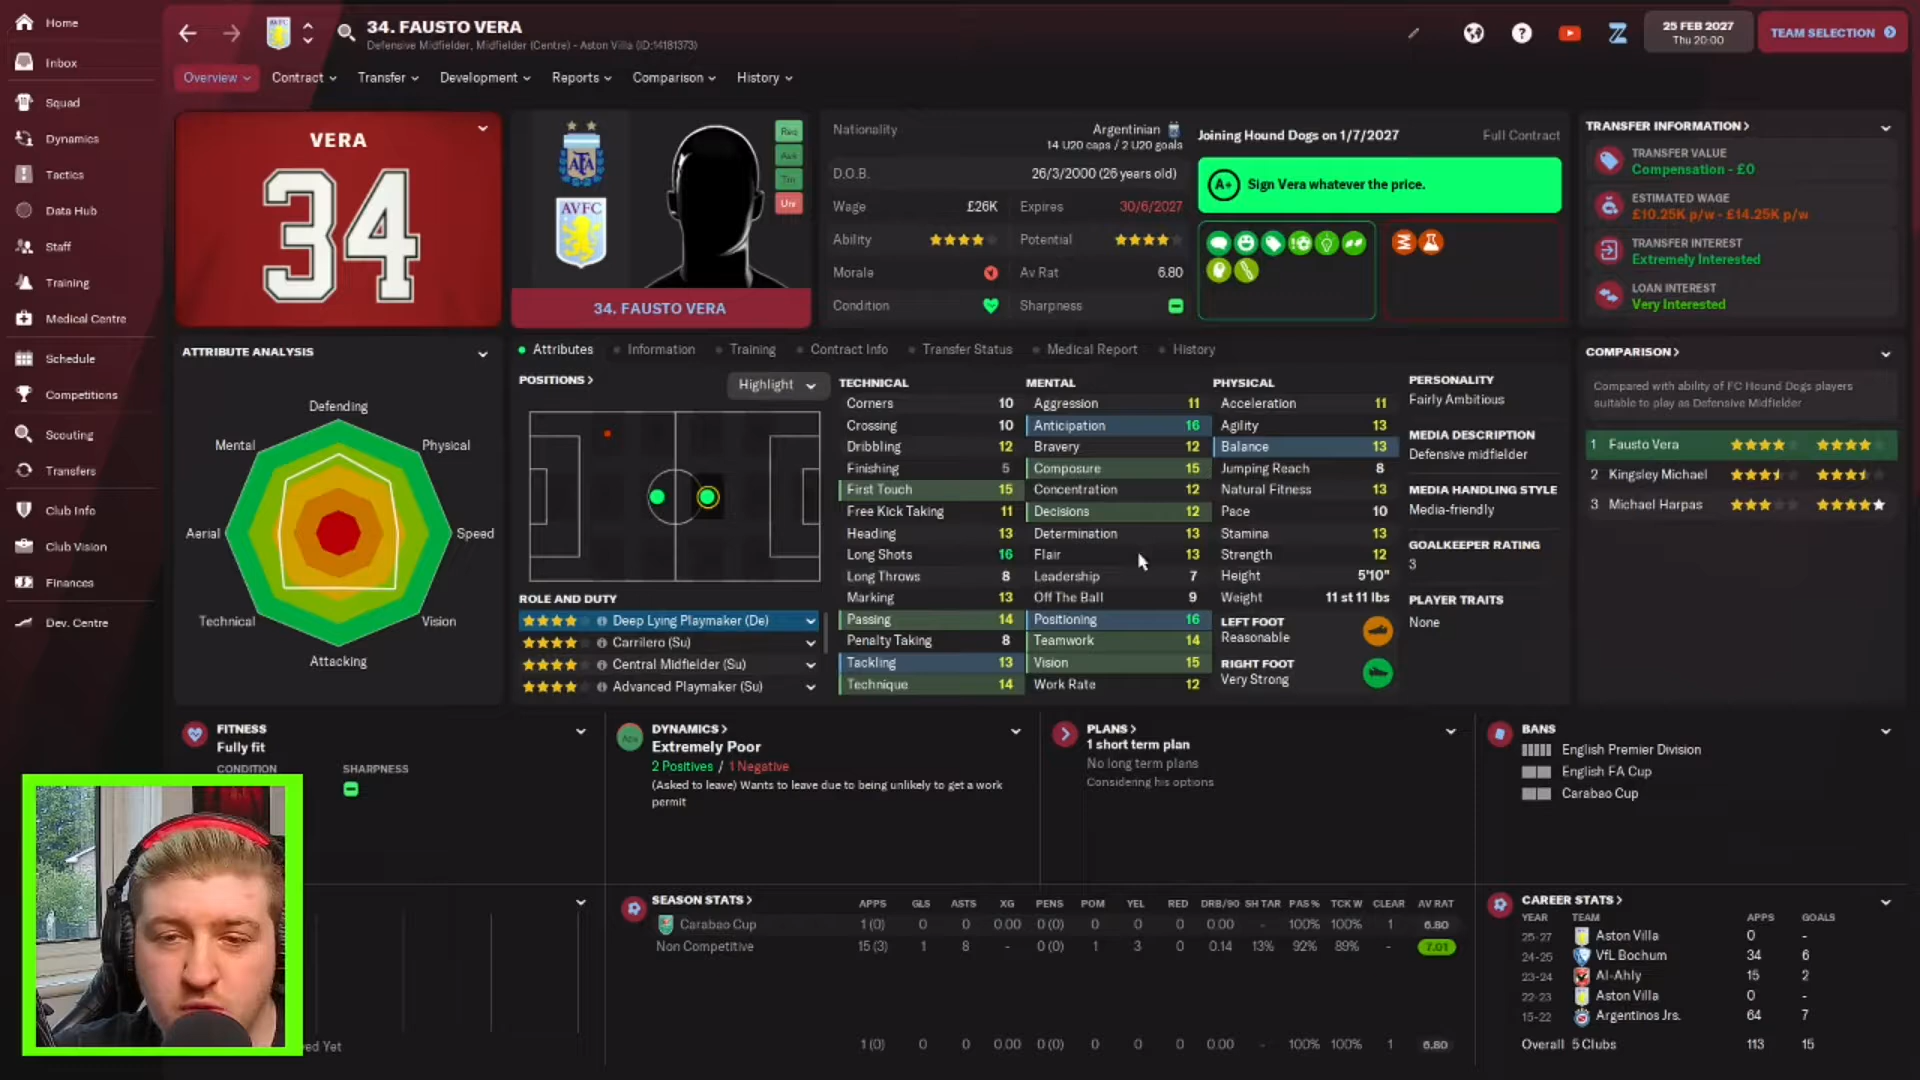 Home
Inbox
Squad
Dynamics
Tactics
Data Hub
Staff
Training
Medical Centre
Schedule
Competitions
Scouting
Transfers
Club Info
Club Vision
Finances
Dev. Centre
34. FAUSTO VERA
Defensive Midfielder, Midfielder (Centre) - Aston Villa (ID:14181373)
25 FEB 2027
Thu 20:00
TEAM SELECTION
Overview Contract Transfer Development Reports Comparison History
VERA
34
AFA
AVFC
34. FAUSTO VERA
Req
Unr
Nationality Argentinian
14 U20 caps / 2 U20 goals
D.O.B. 26/3/2000 (26 years old)
Wage £26K Expires 30/6/2027
Ability Potential
Morale Av Rat 6.80
Condition Sharpness
Joining Hound Dogs on 1/7/2027 Full Contract
A+ Sign Vera whatever the price.
TRANSFER INFORMATION >
TRANSFER VALUE
Compensation - £0
ESTIMATED WAGE
£10.25K p/w - £14.25K p/w
TRANSFER INTEREST
Extremely Interested
LOAN INTEREST
Very Interested
ATTRIBUTE ANALYSIS
Defending
Mental Physical
Aerial Speed
Technical Vision
Attacking
Attributes Information Training Contract Info Transfer Status Medical Report History
POSITIONS > Highlight
ROLE AND DUTY
Deep Lying Playmaker (De)
Carrilero (Su)
Central Midfielder (Su)
Advanced Playmaker (Su)
TECHNICAL
Corners 10
Crossing 10
Dribbling 12
Finishing 5
First Touch 15
Free Kick Taking 11
Heading 13
Long Shots 16
Long Throws 8
Marking 13
Passing 14
Penalty Taking 8
Tackling 13
Technique 14
MENTAL
Aggression 11
Anticipation 16
Bravery 12
Composure 15
Concentration 12
Decisions 12
Determination 13
Flair 13
Leadership 7
Off The Ball 9
Positioning 16
Teamwork 14
Vision 15
Work Rate 12
PHYSICAL
Acceleration 11
Agility 13
Balance 13
Jumping Reach 8
Natural Fitness 13
Pace 10
Stamina 13
Strength 12
Height 5'10"
Weight 11 st 11 lbs
LEFT FOOT
Reasonable
RIGHT FOOT
Very Strong
PERSONALITY
Fairly Ambitious
MEDIA DESCRIPTION
Defensive midfielder
MEDIA HANDLING STYLE
Media-friendly
GOALKEEPER RATING
3
PLAYER TRAITS
None
COMPARISON >
Compared with ability of FC Hound Dogs players
suitable to play as Defensive Midfielder
1 Fausto Vera
2 Kingsley Michael
3 Michael Harpas
FITNESS
Fully fit
CONDITION SHARPNESS
DYNAMICS >
Extremely Poor
2 Positives / 1 Negative
(Asked to leave) Wants to leave due to being unlikely to get a work
permit
PLANS >
1 short term plan
No long term plans
Considering his options
BANS
English Premier Division
English FA Cup
Carabao Cup
ed Yet
SEASON STATS > APPS GLS ASTS XG PENS POM YEL RED DRB/90 SH TAR PAS % TCK W CLEAR AV RAT
Carabao Cup 1 (0) 0 0 0.00 0 (0) 0 0 0 0.00 - 100% 100% 1 6.80
Non Competitive 15 (3) 1 8 - 0 (0) 1 3 0 0.14 13% 92% 89% - 7.01
1 (0) 0 0 0.00 0 (0) 0 0 0 0.00 - 100% 100% 1 6.80
CAREER STATS >
YEAR TEAM APPS GOALS
25-27 Aston Villa 0 -
24-25 VfL Bochum 34 6
23-24 Al-Ahly 15 2
22-23 Aston Villa 0 -
15-22 Argentinos Jrs. 64 7
Overall 5 Clubs 113 15